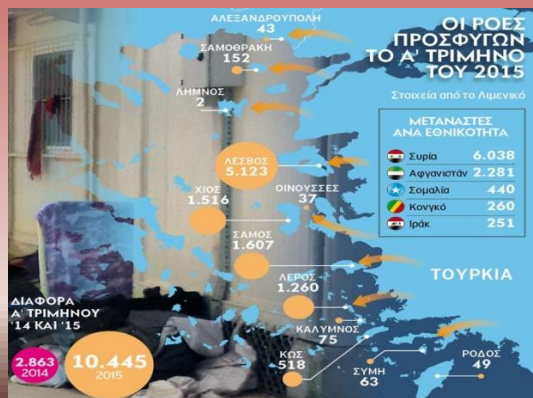 ΑΛΕΞΑΝΔΡΟΥΠΟΛΗ
43
ΣΑΜΟΘΡΑΚΗ
152
ΛΗΜΝΟΣ
2
ΛΕΣΒΟΣ
5.123
ΧΙΟΣ
1.516
ΟΙΝΟΥΣΣΕΣ
37
ΣΑΜΟΣ
1.607
ΛΕΡΟΣ
1.260
ΚΑΛΥΜΝΟΣ
75
ΚΩΣ
518
ΣΥΜΗ
63
ΡΟΔΟΣ
49
ΤΟΥΡΚΙΑ
ΟΙ ΡΟΕΣ
ΠΡΟΣΦΥΓΩΝ
ΤΟ Α' ΤΡΙΜΗΝΟ
ΤΟΥ 2015
Στοιχεία από το Λιμενικό
ΜΕΤΑΝΑΣΤΕΣ
ΑΝΑ ΕΘΝΙΚΟΤΗΤΑ
Συρία 6.038
Αφγανιστάν 2.281
Σομαλία 440
Κονγκό 260
Ιράκ 251
ΔΙΑΦΟΡΑ
Α' ΤΡΙΜΗΝΟΥ
'14 ΚΑΙ '15
2.863
2014
10.445
2015